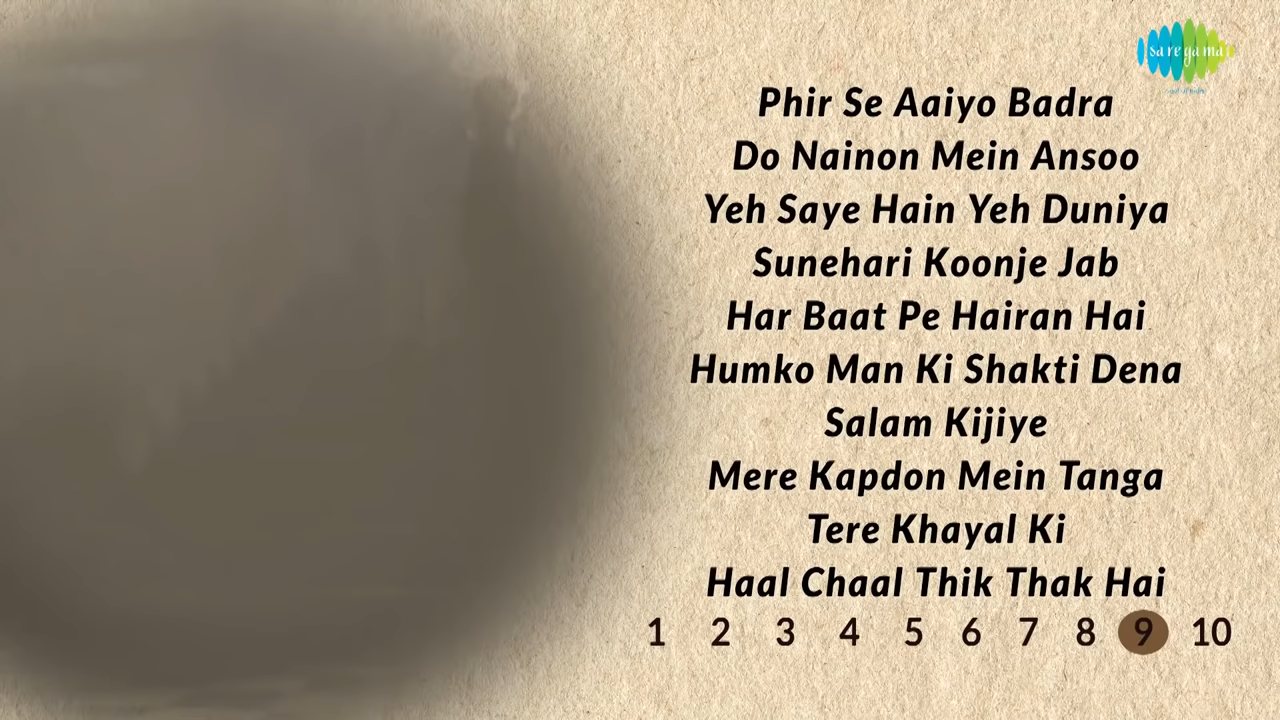 sa re ga ma
Phir Se Aaiyo Badra
Do Nainon Mein Ansoo
Yeh Saye Hain Yeh Duniya
Sunehari Koonje Jab
Har Baat Pe Hairan Hai
Humko Man Ki Shakti Dena
Salam Kijiye
Mere Kapdon Mein Tanga
Tere Khayal Ki
Haal Chaal Thik Thak Hai
1 2 3 4 5 6 7 8 9 10